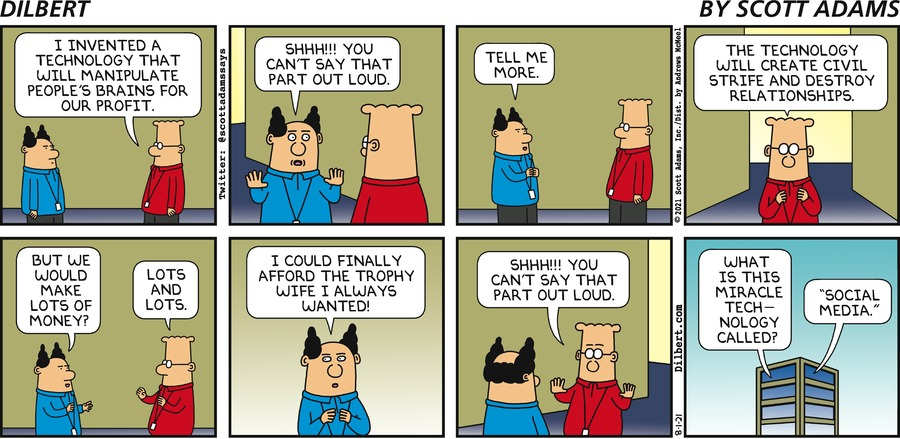 DILBERT
BY SCOTT ADAMS
I INVENTED A
TECHNOLOGY THAT
WILL MANIPULATE
PEOPLE'S BRAINS FOR
OUR PROFIT.
Twitter: @scottadamssays
SHHH!!! YOU
CAN'T SAY THAT
PART OUT LOUD.
TELL ME
MORE.
©2021 Scott Adams, Inc./Dist. by Andrews McMeel
THE TECHNOLOGY
WILL CREATE CIVIL
STRIFE AND DESTROY
RELATIONSHIPS.
BUT WE
WOULD
MAKE
LOTS OF
MONEY?
LOTS
AND
LOTS.
I COULD FINALLY
AFFORD THE TROPHY
WIFE I ALWAYS
WANTED!
SHHH!!! YOU
CAN'T SAY THAT
PART OUT LOUD.
Dilbert.com
8-1-21
WHAT
IS THIS
MIRACLE
TECH-
NOLOGY
CALLED?
"SOCIAL
MEDIA."